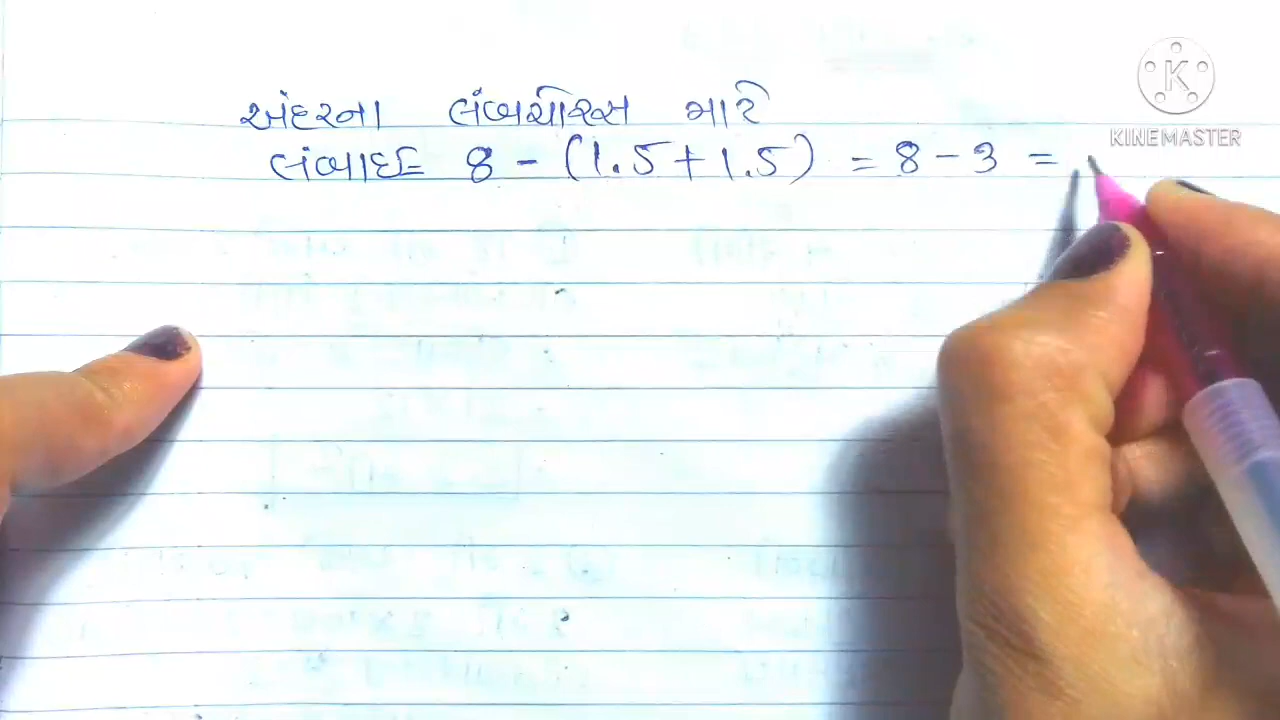 અંદરના લંબચોરસ માટે
લંબાઈ 8 - (1.5 + 1.5) = 8 - 3 =
K
KINEMASTER